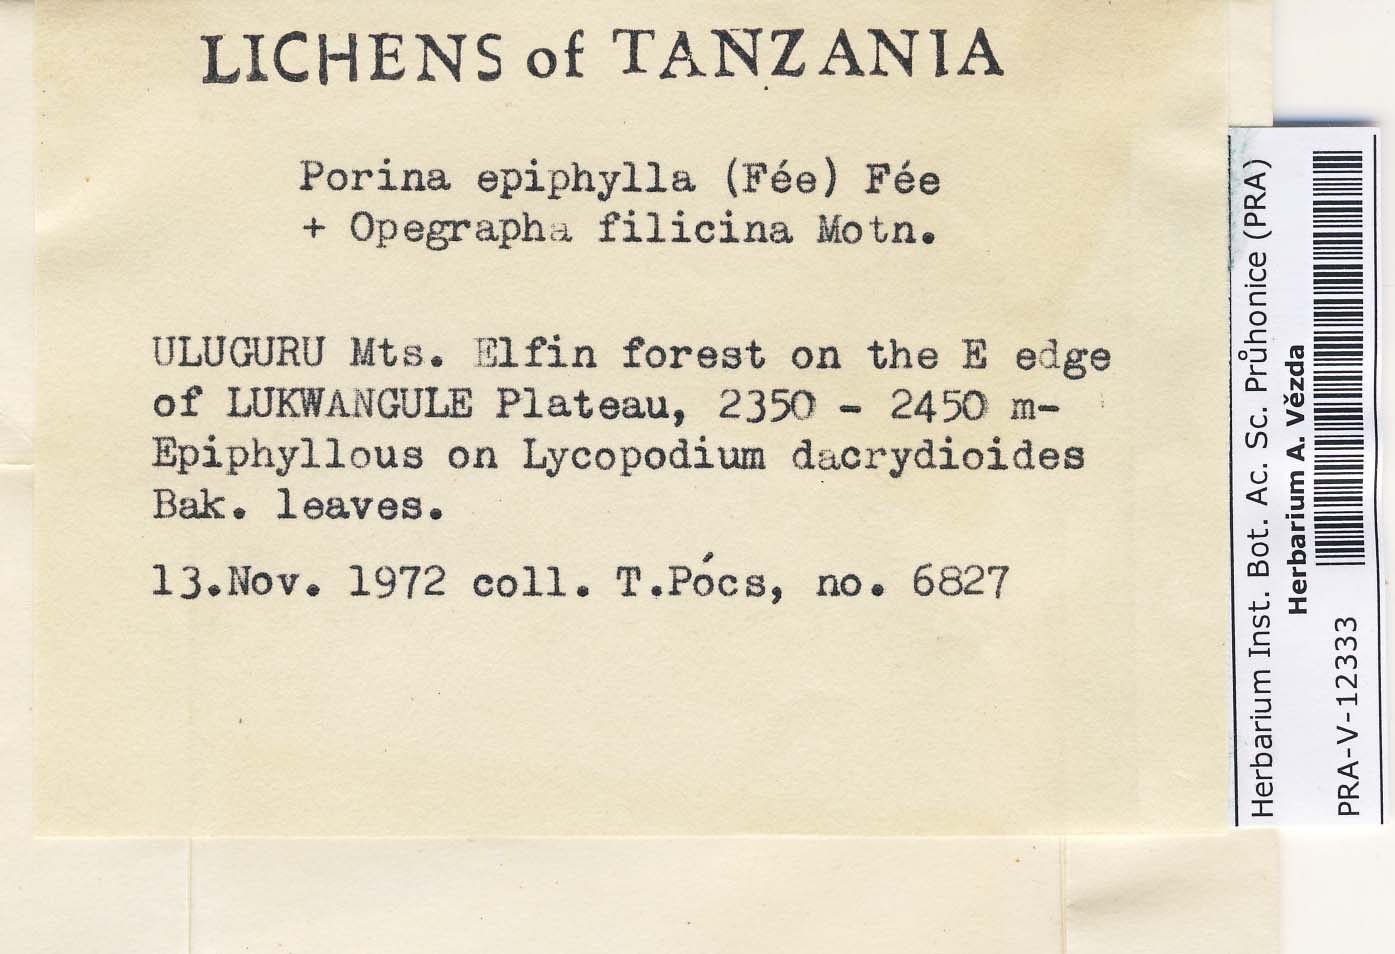 LICHENS of TANZANIA
Porina epiphylla (Fée) Fée
+ Opegrapha filicina Motn.
ULUGURU Mts. Elfin forest on the E edge
of LUKWANGULE Plateau, 2350 - 2450 m-
Epiphyllous on Lycopodium dacrydioides
Bak. leaves.
13.Nov. 1972 coll. T.Pócs, no. 6827
Herbarium Inst. Bot. Ac. Sc. Průhonice (PRA)
Herbarium A. Vězda
PRA-V-12333